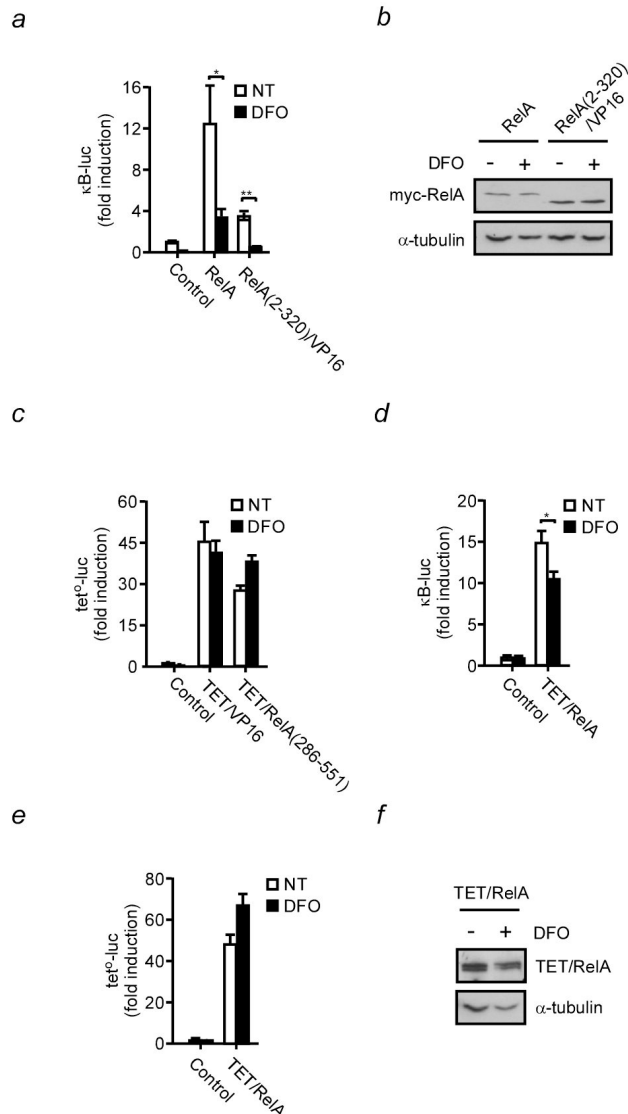 a
κB-luc
(fold induction)
16
12
8
4
0
*
**
NT
DFO
Control
RelA
RelA(2-320)/VP16
b
RelA
RelA(2-320)
/VP16
DFO - + - +
myc-RelA
α-tubulin
c
tetº-luc
(fold induction)
60
45
30
15
0
NT
DFO
Control
TET/VP16
TET/RelA(286-551)
d
κB-luc
(fold induction)
20
15
10
5
0
*
NT
DFO
Control
TET/RelA
e
tetº-luc
(fold induction)
80
60
40
20
0
NT
DFO
Control
TET/RelA
f
TET/RelA
- + DFO
TET/RelA
α-tubulin